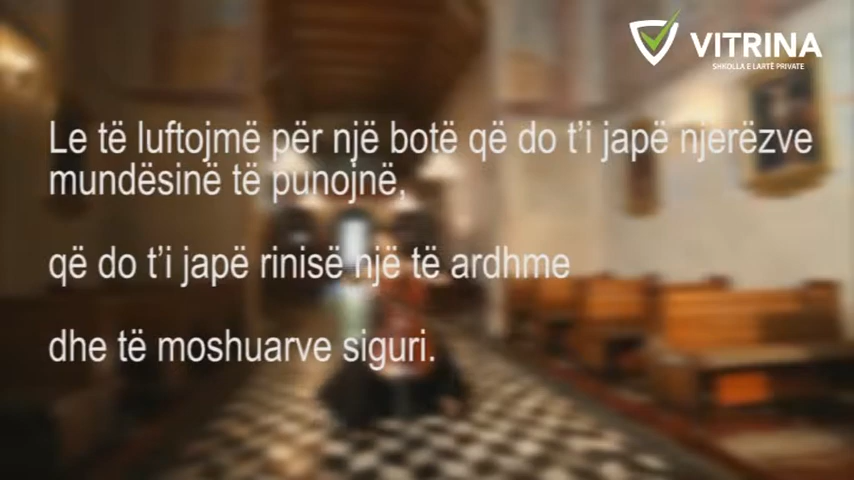 VITRINA
SHKOLLA E LARTË PRIVATE
Le të luftojmë për një botë që do t'i japë njerëzve
mundësinë të punojnë,
që do t'i japë rinisë një të ardhme
dhe të moshuarve siguri.